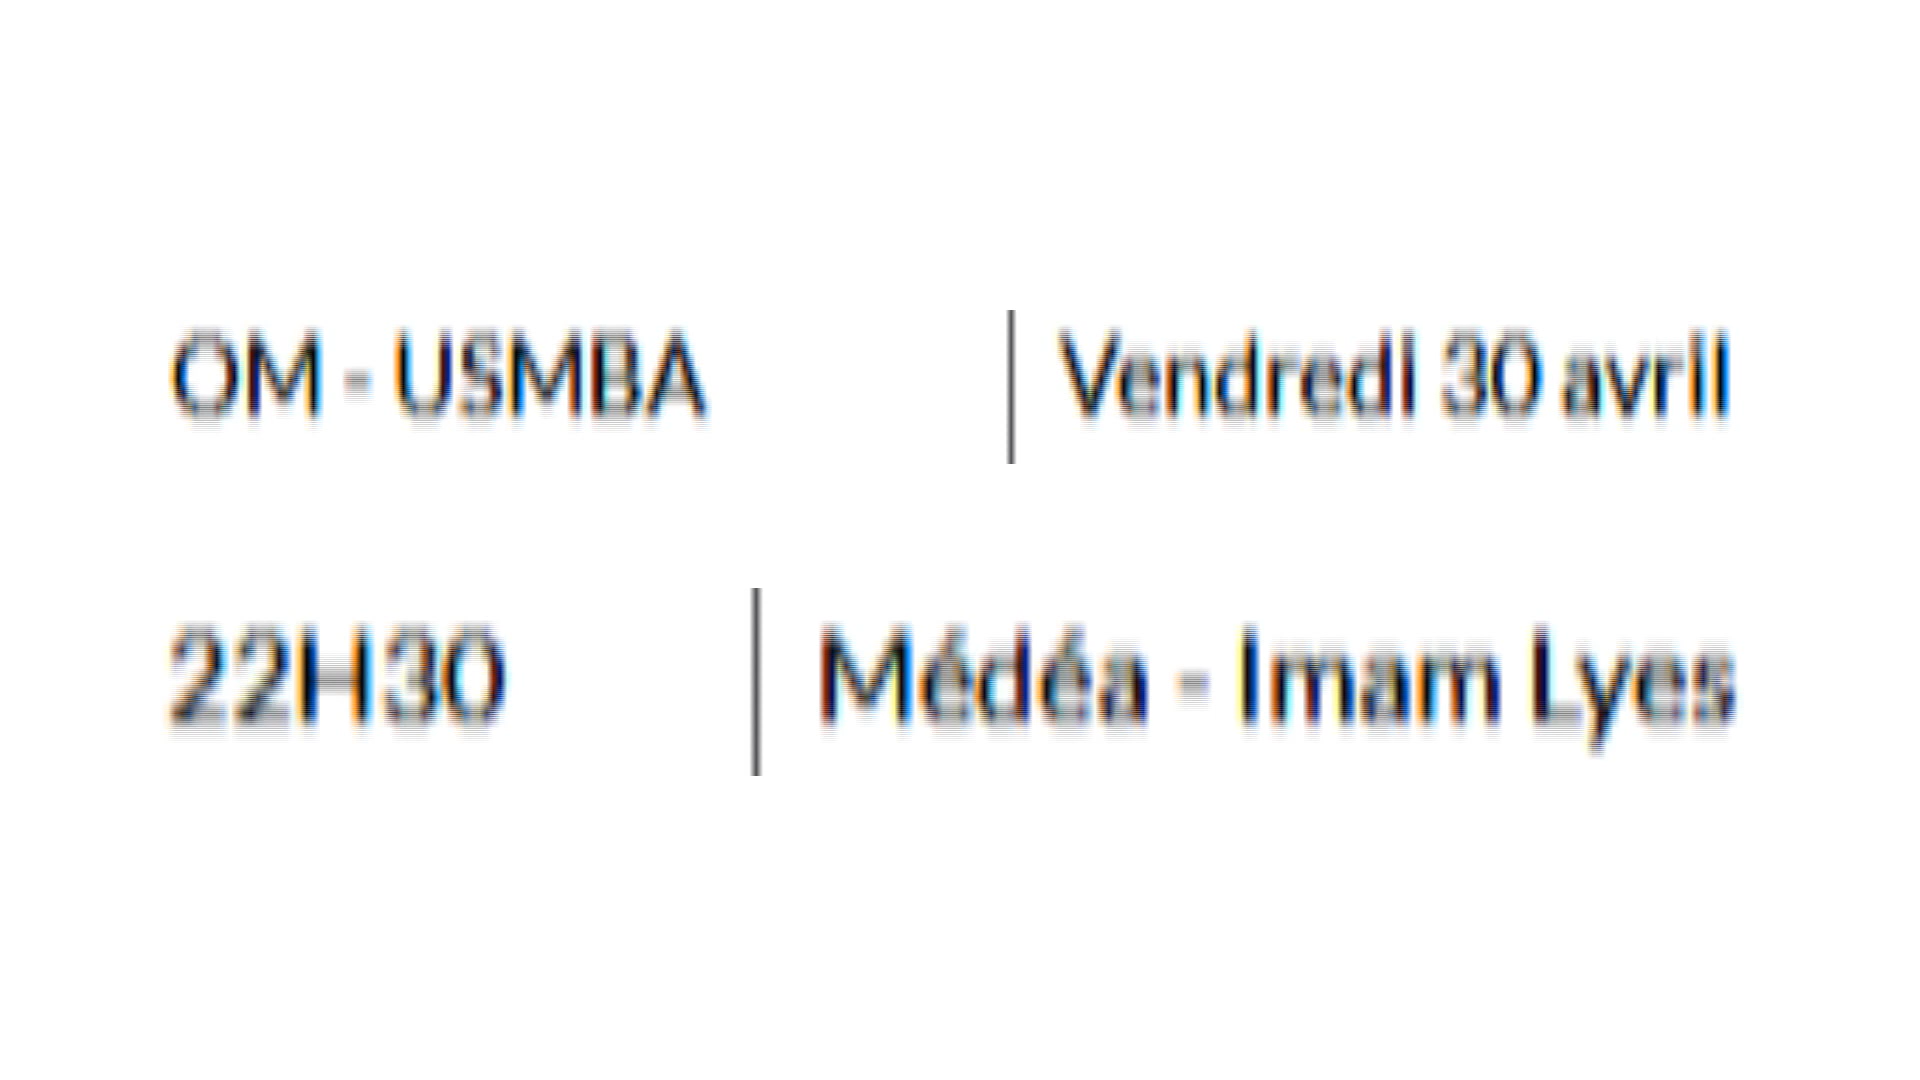 OM - USMBA | Vendredi 30 avril
22H30 | Médéa - Imam Lyes